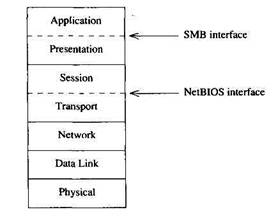 Application
SMB interface
Presentation
Session
NetBIOS interface
Transport
Network
Data Link
Physical